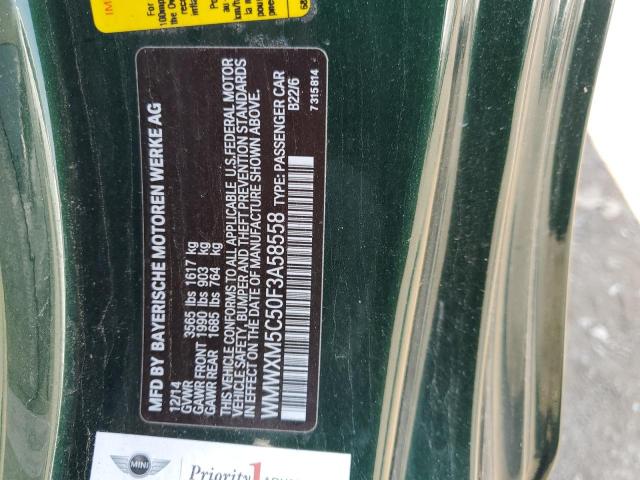 MFD BY BAYERISCHE MOTOREN WERKE AG
12/14
GVWR 3565 lbs 1617 kg
GAWR FRONT 1990 lbs 903 kg
GAWR REAR 1685 lbs 764 kg
THIS VEHICLE CONFORMS TO ALL APPLICABLE U.S.FEDERAL MOTOR
VEHICLE SAFETY, BUMPER AND THEFT PREVENTION STANDARDS
IN EFFECT ON THE DATE OF MANUFACTURE SHOWN ABOVE.
WMWXM5C50F3A58558 TYPE: PASSENGER CAR
B22/6
7315814
MINI
Priority1